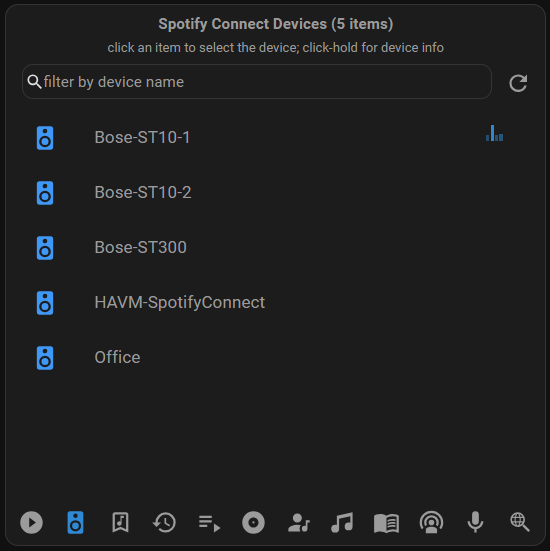 Spotify Connect Devices (5 items)
click an item to select the device; click-hold for device info
filter by device name
Bose-ST10-1
Bose-ST10-2
Bose-ST300
HAVM-SpotifyConnect
Office